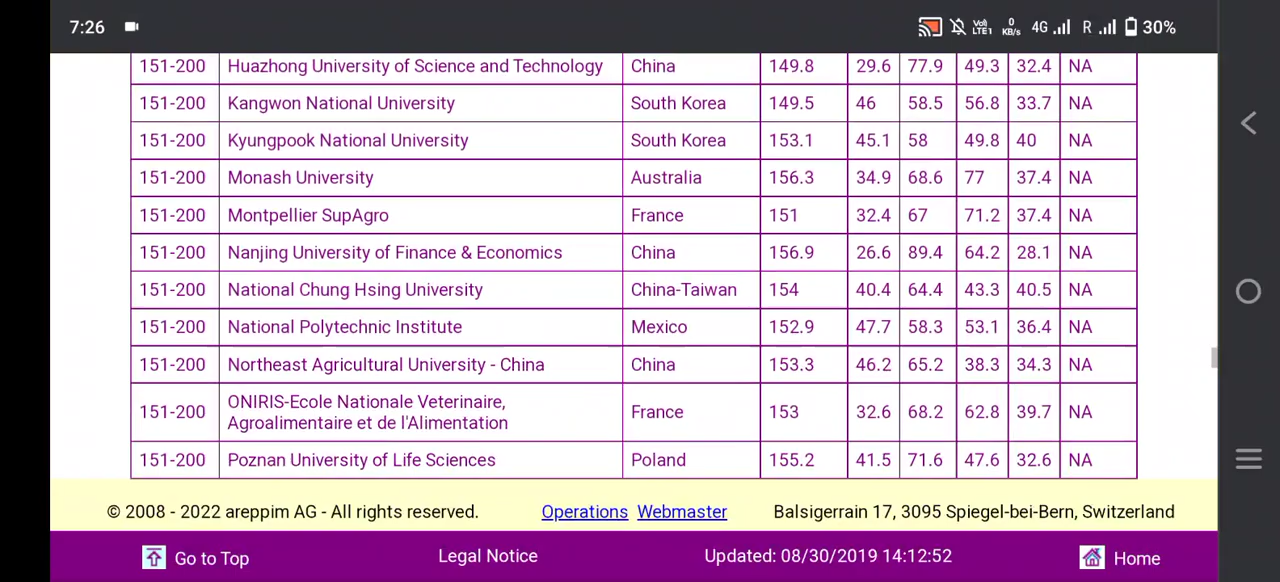 7:26 Vo) LTE1 0 KB/s 4G R 30%
151-200 Huazhong University of Science and Technology China 149.8 29.6 77.9 49.3 32.4 NA
151-200 Kangwon National University South Korea 149.5 46 58.5 56.8 33.7 NA
151-200 Kyungpook National University South Korea 153.1 45.1 58 49.8 40 NA
151-200 Monash University Australia 156.3 34.9 68.6 77 37.4 NA
151-200 Montpellier SupAgro France 151 32.4 67 71.2 37.4 NA
151-200 Nanjing University of Finance & Economics China 156.9 26.6 89.4 64.2 28.1 NA
151-200 National Chung Hsing University China-Taiwan 154 40.4 64.4 43.3 40.5 NA
151-200 National Polytechnic Institute Mexico 152.9 47.7 58.3 53.1 36.4 NA
151-200 Northeast Agricultural University - China China 153.3 46.2 65.2 38.3 34.3 NA
151-200 ONIRIS-Ecole Nationale Veterinaire,
Agroalimentaire et de l'Alimentation France 153 32.6 68.2 62.8 39.7 NA
151-200 Poznan University of Life Sciences Poland 155.2 41.5 71.6 47.6 32.6 NA
© 2008 - 2022 areppim AG - All rights reserved. Operations Webmaster Balsigerrain 17, 3095 Spiegel-bei-Bern, Switzerland
Go to Top Legal Notice Updated: 08/30/2019 14:12:52 Home